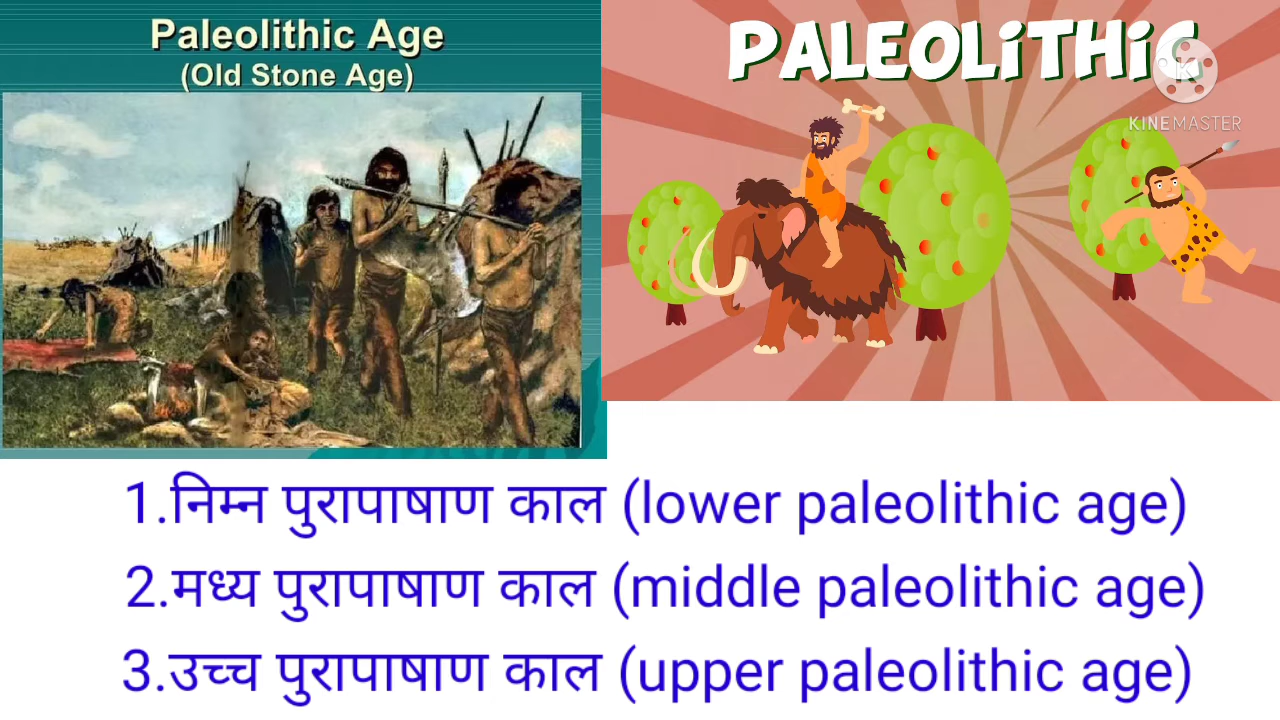 Paleolithic Age
(Old Stone Age)
PALEOLITHIC
KINEMASTER
1.निम्न पुरापाषाण काल (lower paleolithic age)
2.मध्य पुरापाषाण काल (middle paleolithic age)
3.उच्च पुरापाषाण काल (upper paleolithic age)